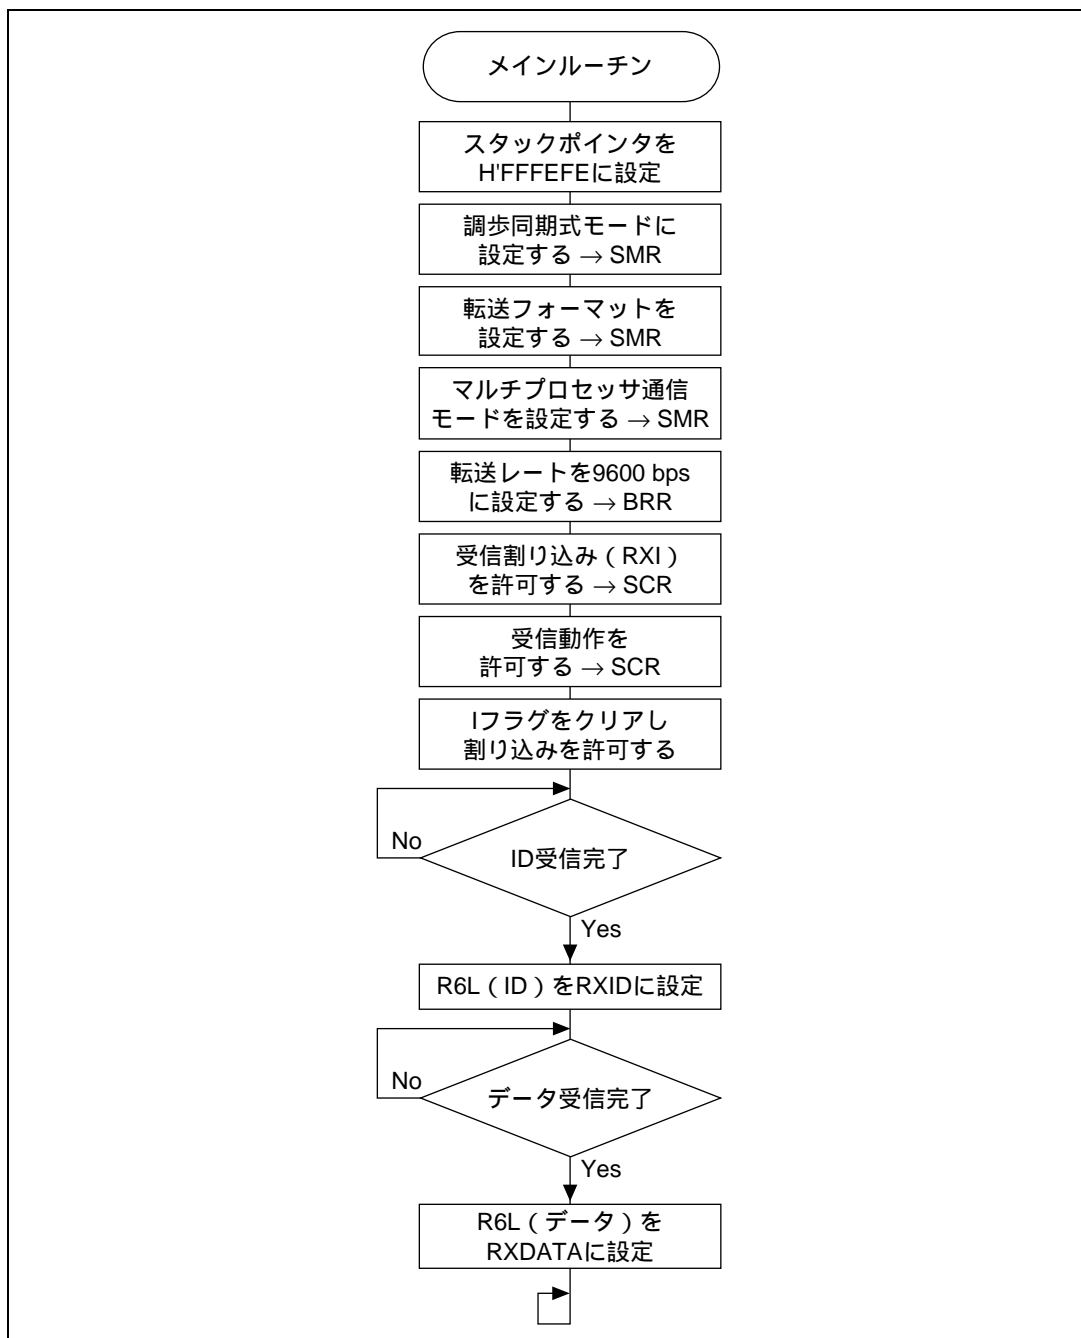 メインルーチン
スタックポインタを
H'FFFEFEに設定
調歩同期式モードに
設定する → SMR
転送フォーマットを
設定する → SMR
マルチプロセッサ通信
モードを設定する → SMR
転送レートを9600 bps
に設定する → BRR
受信割り込み（RXI）
を許可する → SCR
受信動作を
許可する → SCR
Iフラグをクリアし
割り込みを許可する
No
ID受信完了
Yes
R6L（ID）をRXIDに設定
No
データ受信完了
Yes
R6L（データ）を
RXDATAに設定